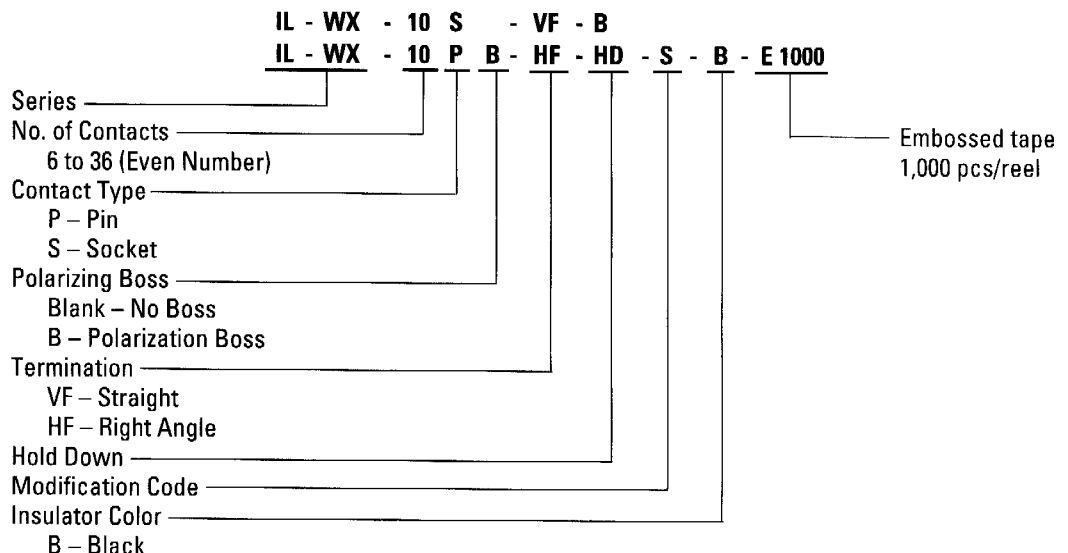 IL - WX - 10 S - VF - B
IL - WX - 10 P B - HF - HD - S - B - E 1000
Series
No. of Contacts
6 to 36 (Even Number)
Contact Type
P – Pin
S – Socket
Polarizing Boss
Blank – No Boss
B – Polarization Boss
Termination
VF – Straight
HF – Right Angle
Hold Down
Modification Code
Insulator Color
B – Black
Embossed tape
1,000 pcs/reel